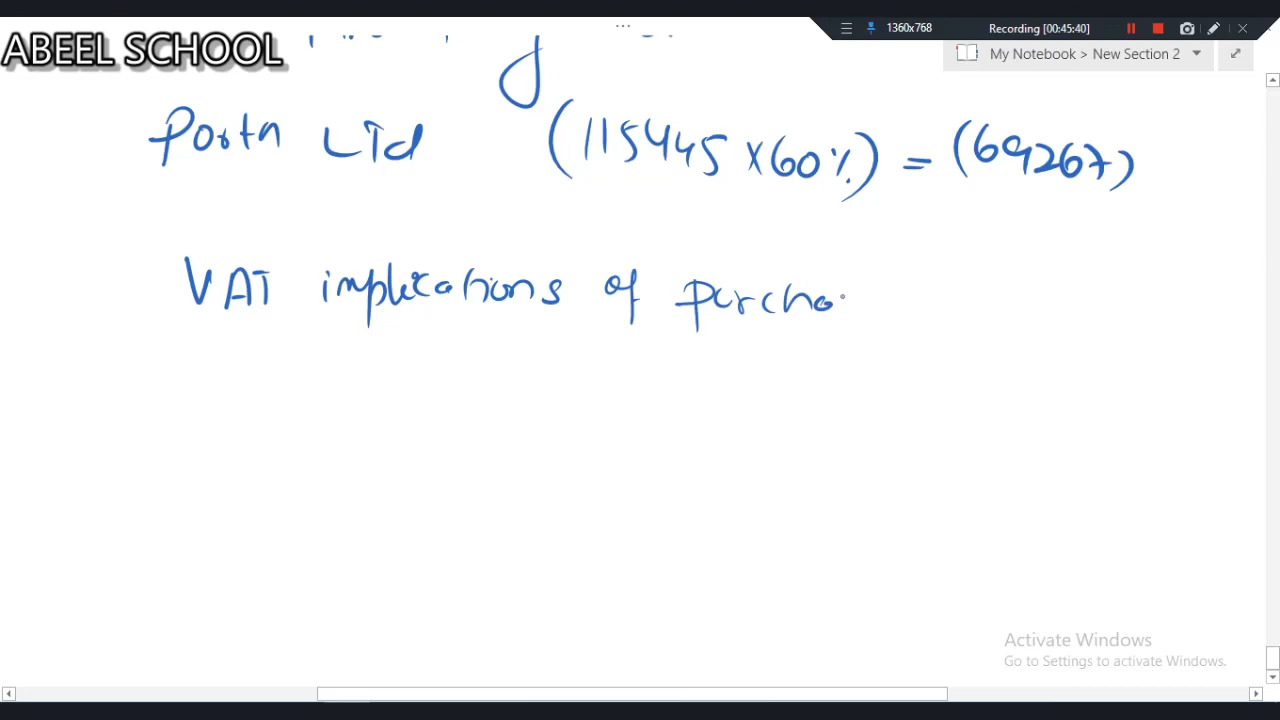 1360x768 Recording [00:45:40]
ABEEL SCHOOL
My Notebook > New Section 2
Porta Ltd (115445 x 60%) = (69267)
VAT implications of purcha
Activate Windows
Go to Settings to activate Windows.